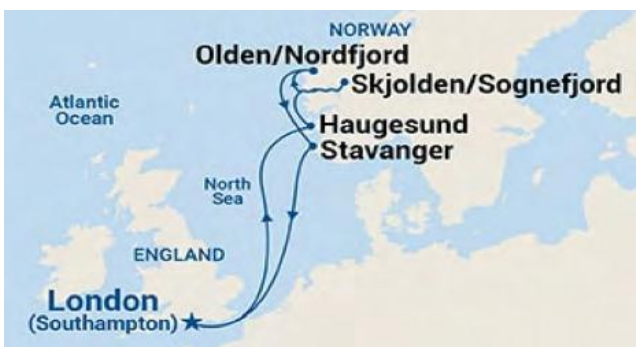 NORWAY
Olden/Nordfjord
Skjolden/Sognefjord
Atlantic
Ocean
Haugesund
Stavanger
North
Sea
ENGLAND
London
(Southampton)